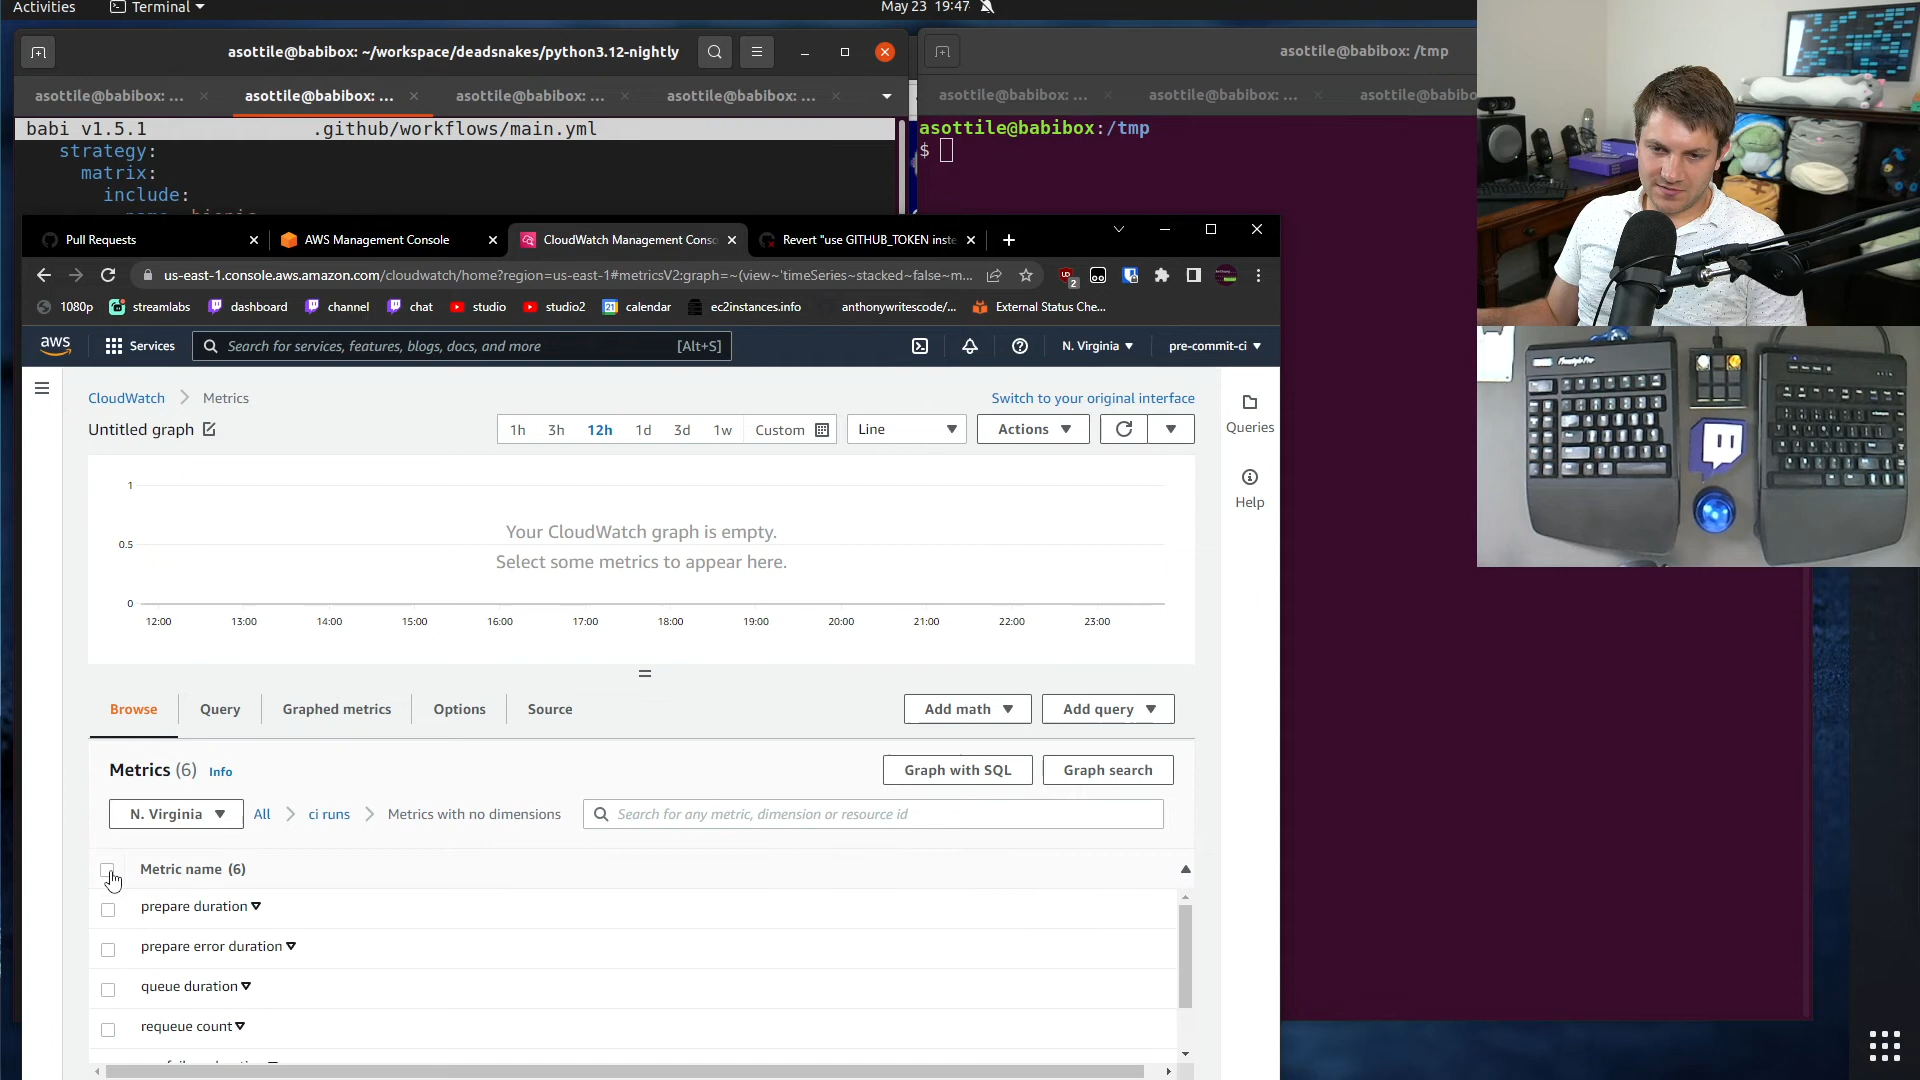 Activities
Terminal
May 23 19:47
asottile@babibox: ~/workspace/deadsnakes/python3.12-nightly
asottile@babibox: /tmp
asottile@babibox: ...
asottile@babibox: ...
asottile@babibox: ...
asottile@babibox: ...
asottile@babibox: ...
asottile@babibox: ...
asottile@babibo
babi v1.5.1 .github/workflows/main.yml
strategy:
matrix:
include:
asottile@babibox:/tmp
$
Pull Requests
AWS Management Console
CloudWatch Management Conso
Revert "use GITHUB_TOKEN inste
us-east-1.console.aws.amazon.com/cloudwatch/home?region=us-east-1#metricsV2:graph=~(view~'timeSeries~stacked~false~m...
2
1080p
streamlabs
dashboard
channel
chat
studio
studio2
21
calendar
ec2instances.info
anthonywritescode/...
External Status Che...
aws
Services
Search for services, features, blogs, docs, and more
[Alt+S]
N. Virginia
pre-commit-ci
CloudWatch
Metrics
Switch to your original interface
Untitled graph
1h
3h
12h
1d
3d
1w
Custom
Line
Actions
Queries
Help
1
0.5
0
Your CloudWatch graph is empty.
Select some metrics to appear here.
12:00
13:00
14:00
15:00
16:00
17:00
18:00
19:00
20:00
21:00
22:00
23:00
Browse
Query
Graphed metrics
Options
Source
Add math
Add query
Metrics (6)
Info
Graph with SQL
Graph search
N. Virginia
All
ci runs
Metrics with no dimensions
Search for any metric, dimension or resource id
Metric name (6)
prepare duration
prepare error duration
queue duration
requeue count